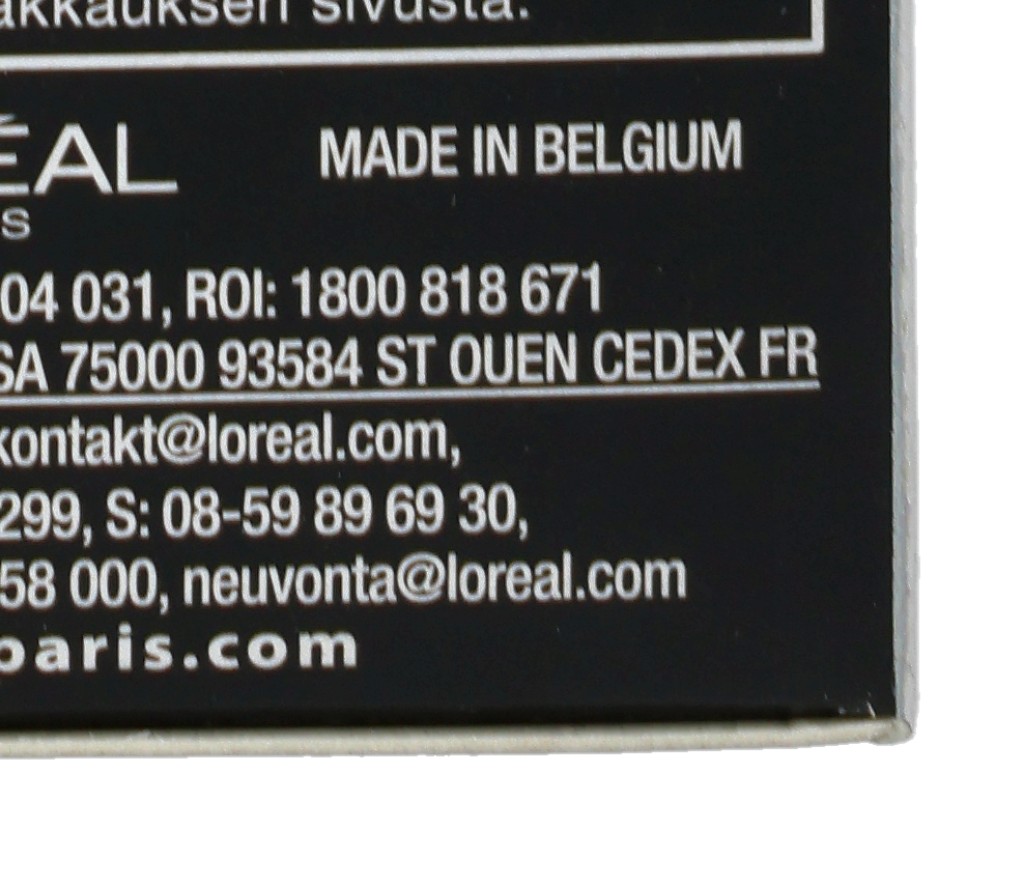 akkauksen sivusta.
ÉAL MADE IN BELGIUM
S
04 031, ROI: 1800 818 671
SA 75000 93584 ST OUEN CEDEX FR
kontakt@loreal.com,
299, S: 08-59 89 69 30,
58 000, neuvonta@loreal.com
paris.com